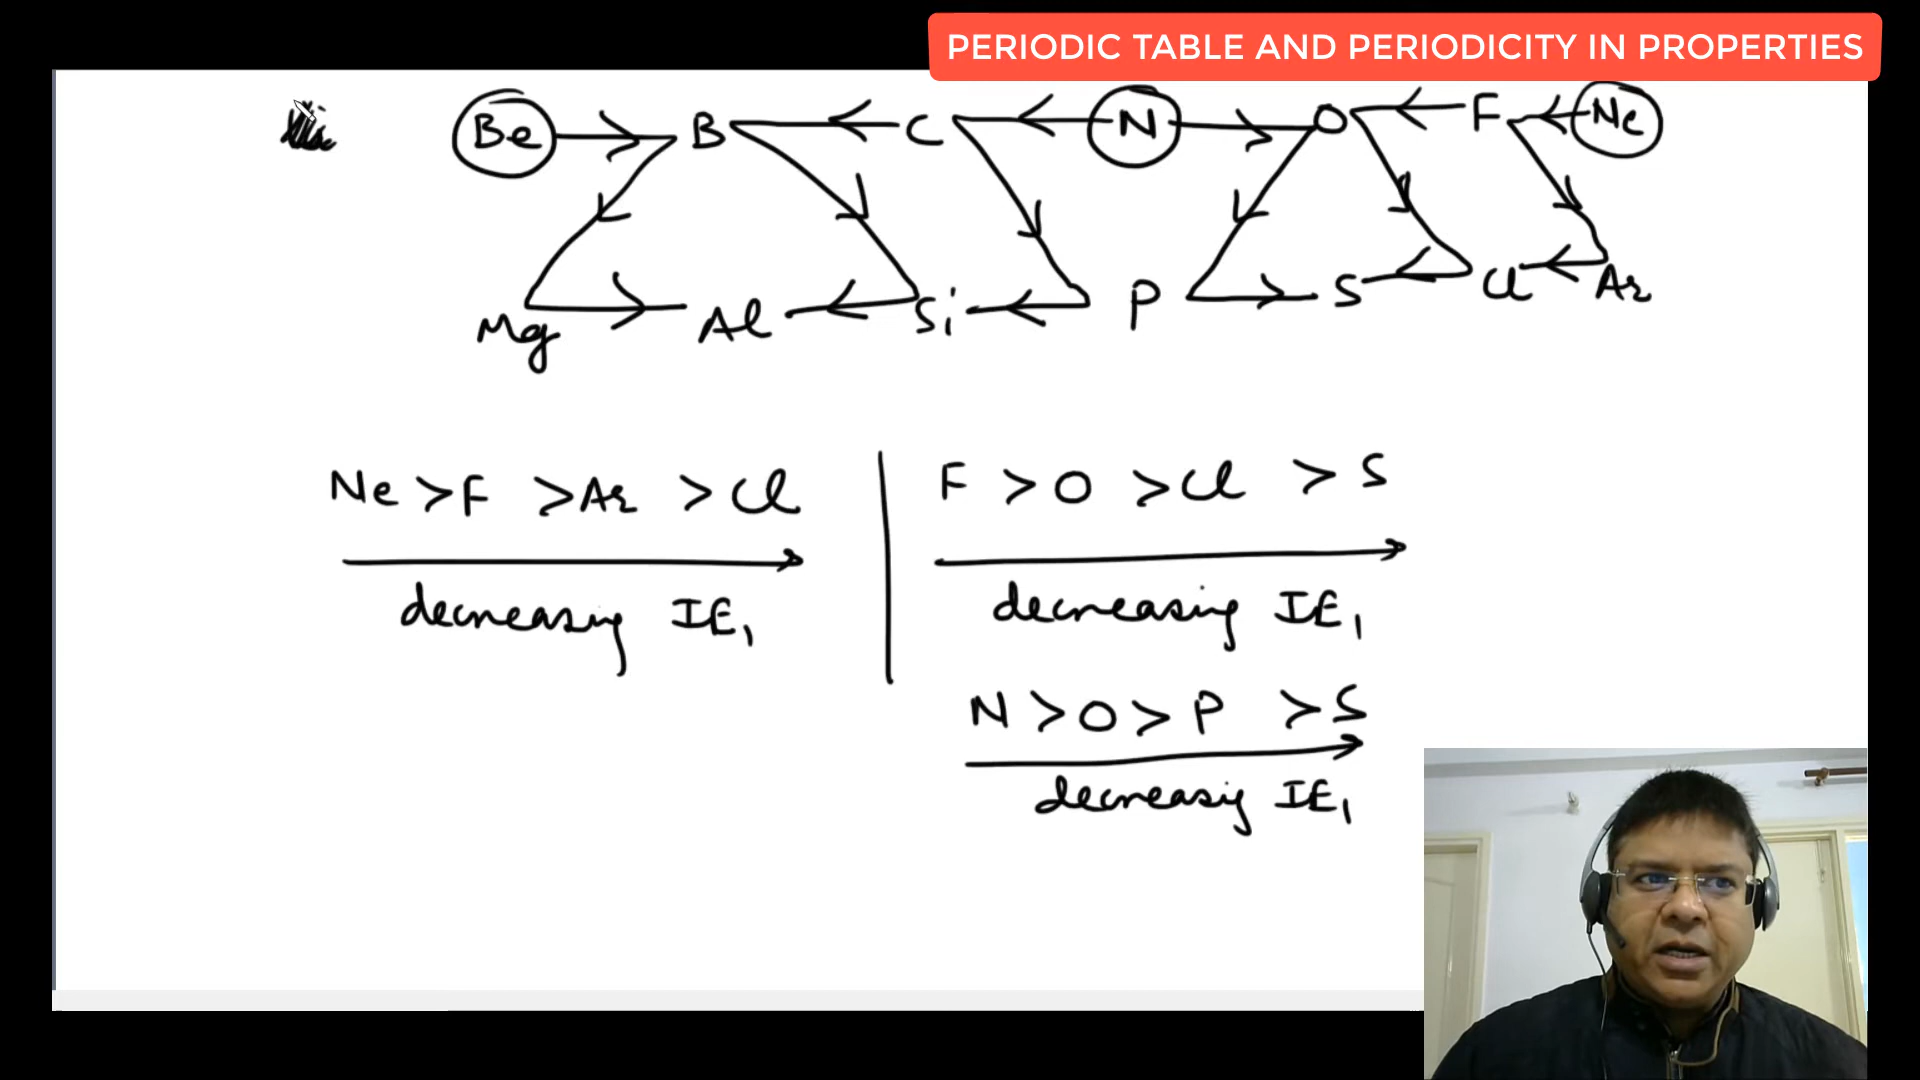 PERIODIC TABLE AND PERIODICITY IN PROPERTIES
Be B C N O F Ne
Mg Al Si P S Cl Ar
Ne > F > Ar > Cl
decreasing IE₁
F > O > Cl > S
decreasing IE₁
N > O > P > S
decreasig IE₁